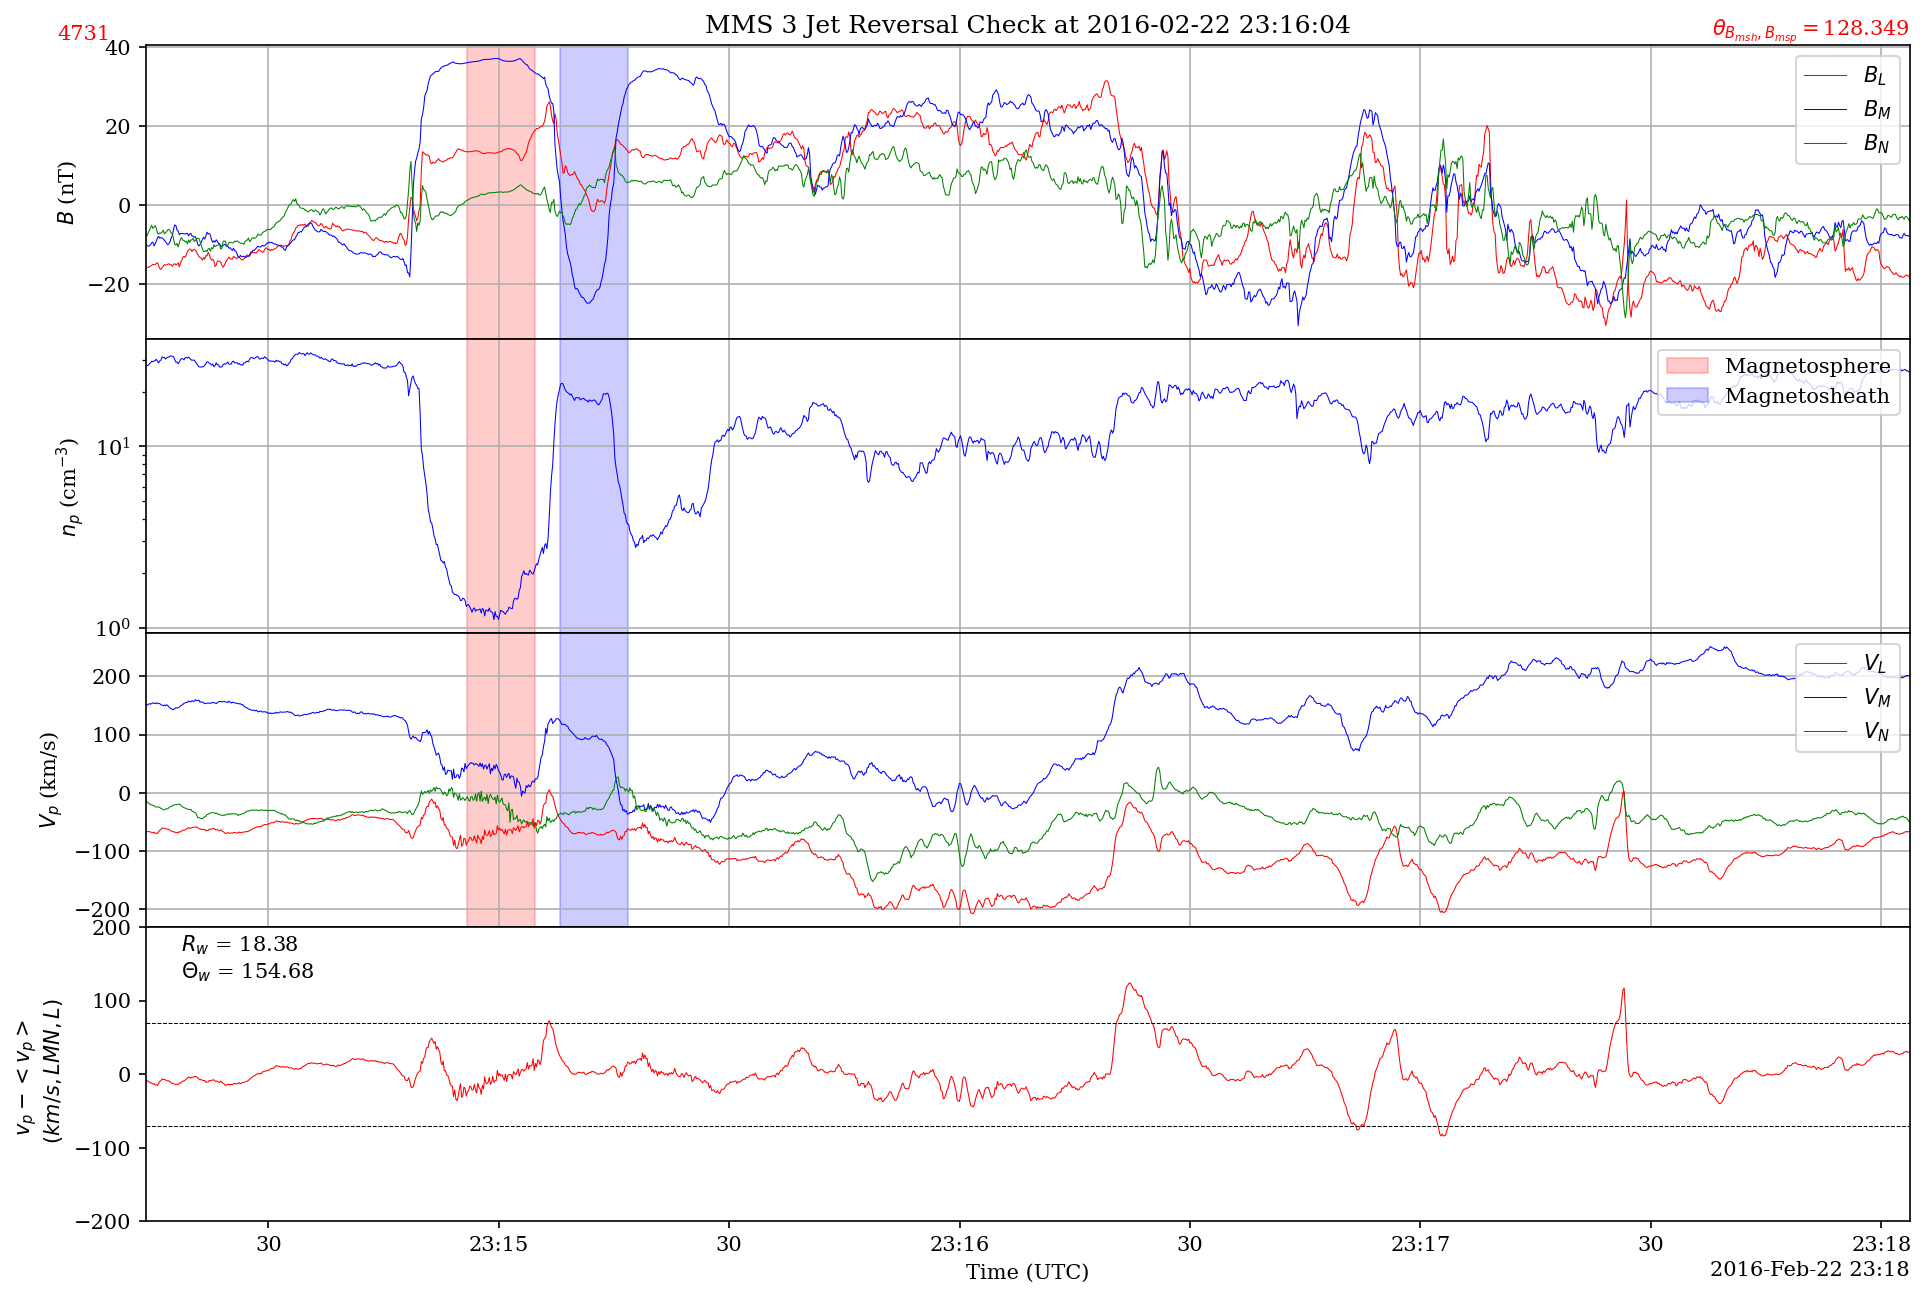 MMS 3 Jet Reversal Check at 2016-02-22 23:16:04
4731
θ_{B_{msh}, B_{msp}} = 128.349
40
20
0
−20
B (nT)
B_L
B_M
B_N
10^1
10^0
n_p (cm^{−3})
Magnetosphere
Magnetosheath
200
100
0
−100
−200
V_p (km/s)
V_L
V_M
V_N
200
100
0
−100
−200
v_p − < v_p >
(km/s, LMN, L)
R_w = 18.38
Θ_w = 154.68
30 23:15 30 23:16 30 23:17 30 23:18
Time (UTC)
2016-Feb-22 23:18